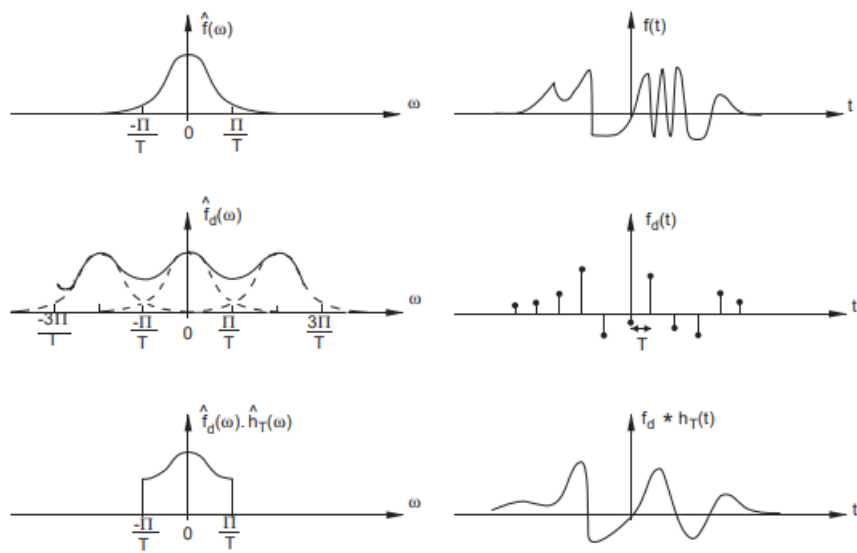 f̂(ω)
f(t)
ω
t
-Π/T 0 Π/T
f̂d(ω)
fd(t)
ω
t
-3Π/T -Π/T 0 Π/T 3Π/T
T
f̂d(ω).ĥT(ω)
fd * hT(t)
ω
t
-Π/T 0 Π/T